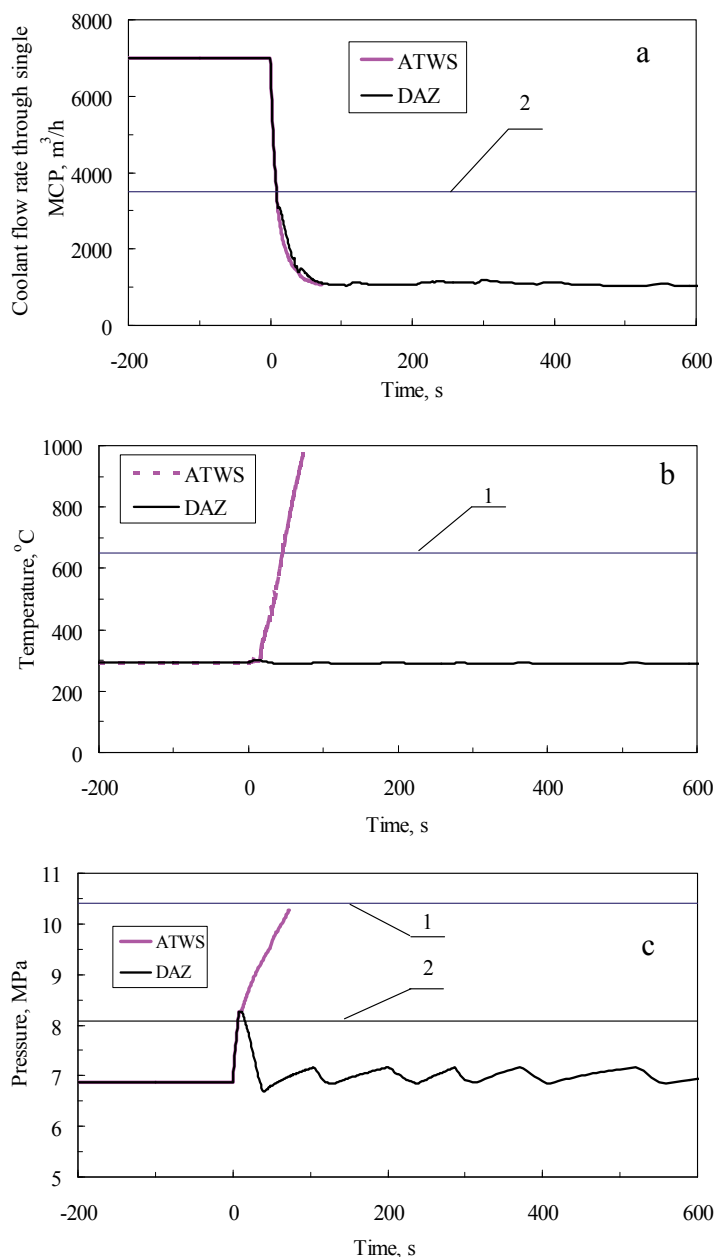 Coolant flow rate through single
MCP, m³/h
8000
6000
4000
2000
0
ATWS
DAZ
a
2
-200
0
200
400
600
Time, s
Temperature, °C
1000
800
600
400
200
0
ATWS
DAZ
b
1
-200
0
200
400
600
Time, s
Pressure, MPa
11
10
9
8
7
6
5
ATWS
DAZ
c
1
2
-200
0
200
400
600
Time, s